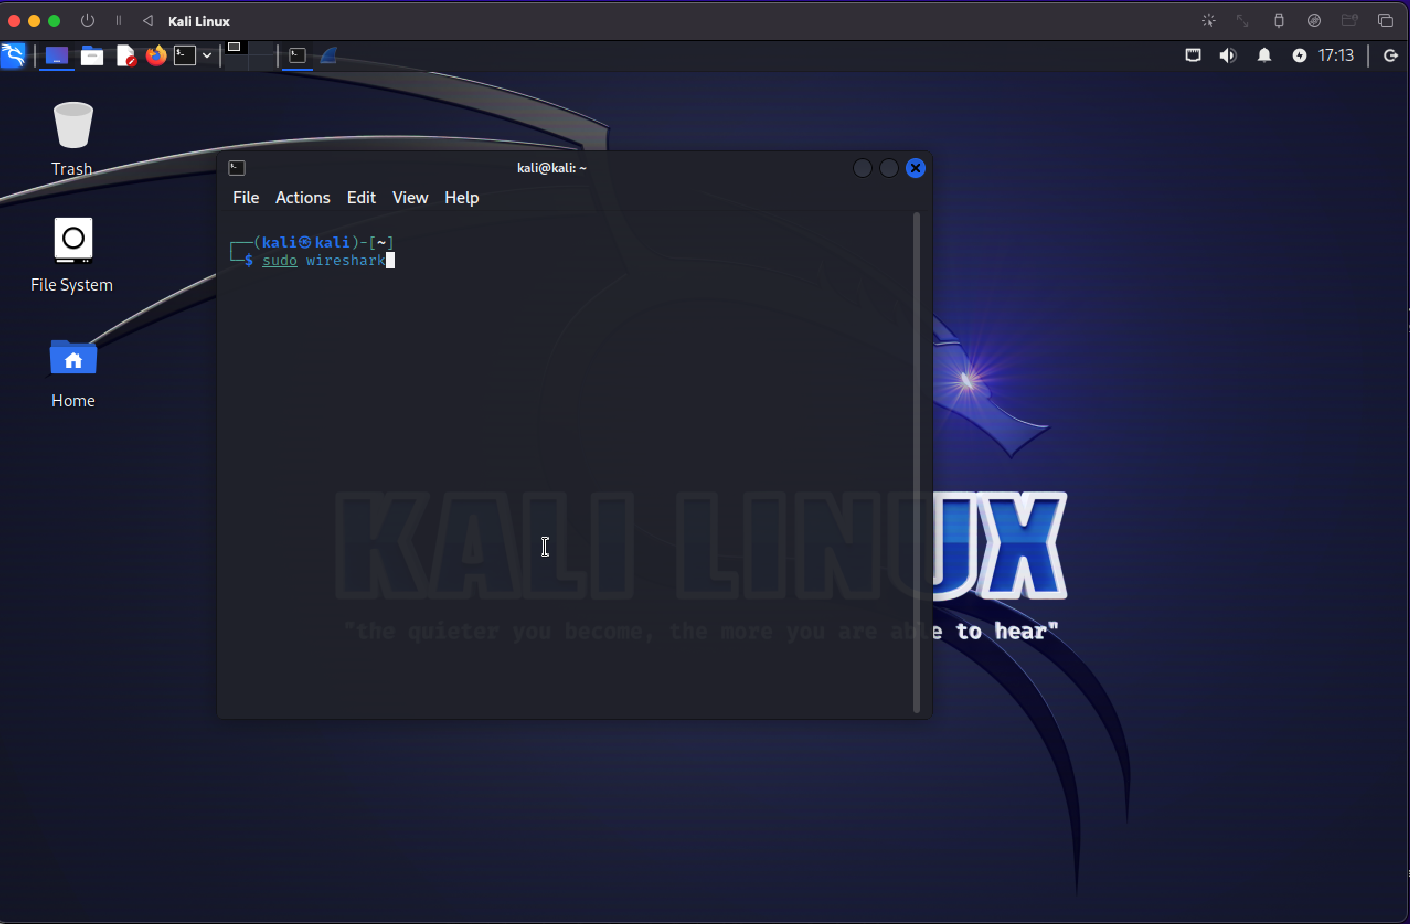 Kali Linux
17:13
Trash
File System
Home
kali@kali: ~
File Actions Edit View Help
┌──(kali㉿kali)-[~]
└─$ sudo wireshark
KALI LINUX
"the quieter you become, the more you are able to hear"